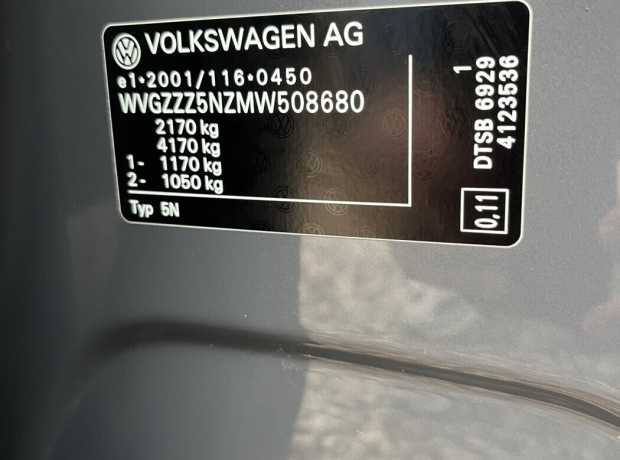 VOLKSWAGEN AG
e1*2001/116*0450
WVGZZZ5NZMW508680
2170 kg
4170 kg
1- 1170 kg
2- 1050 kg
Typ 5N
1
DTSB 6929
4123536
0,11